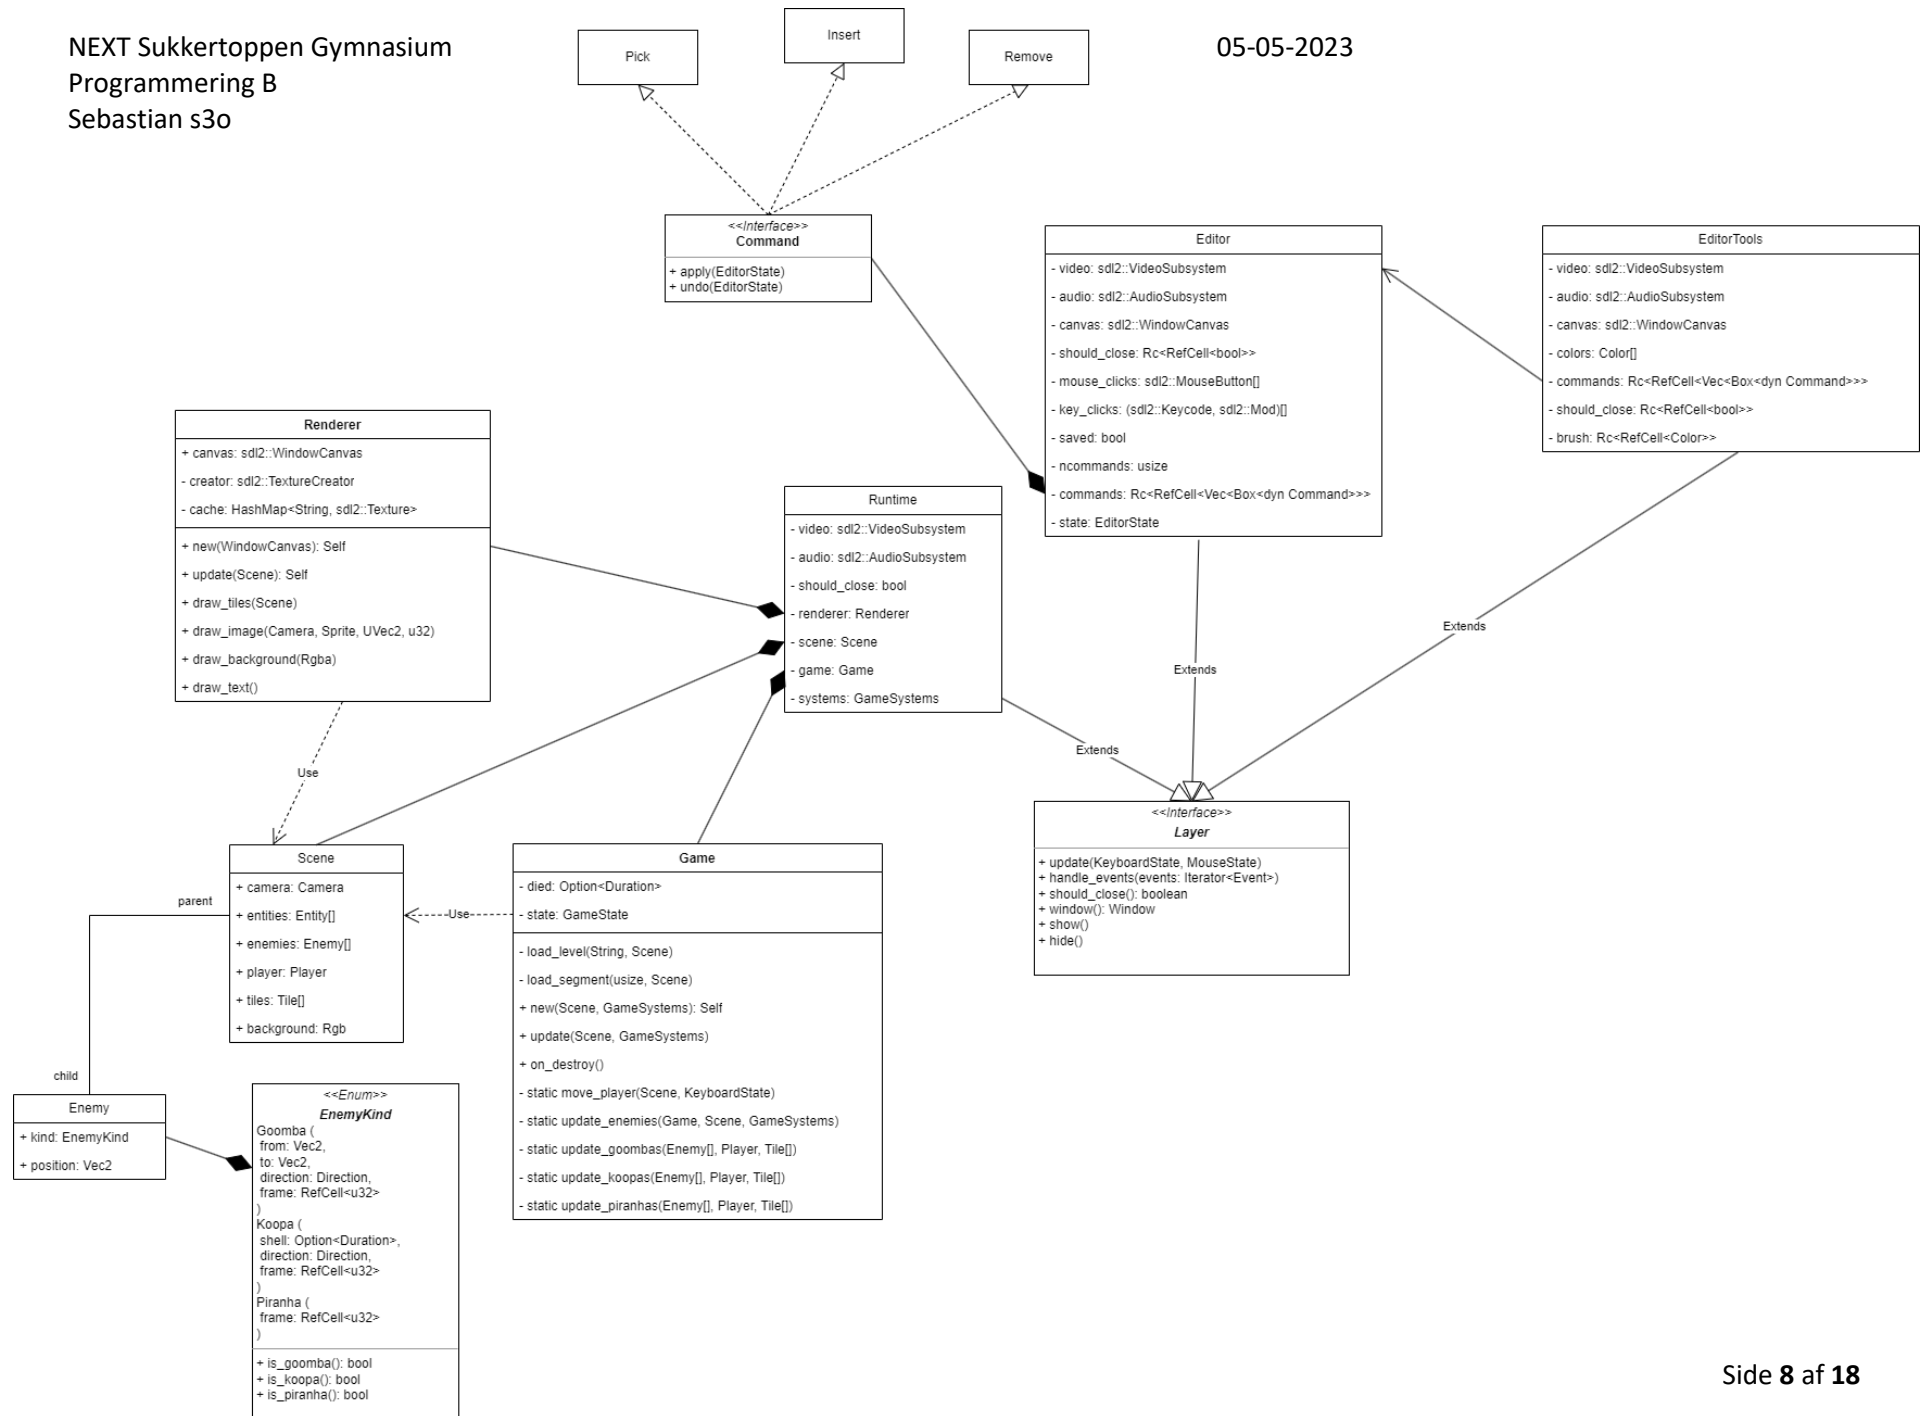 NEXT Sukkertoppen Gymnasium
Programmering B
Sebastian s3o
05-05-2023
Pick
Insert
Remove
<<Interface>>
Command
+ apply(EditorState)
+ undo(EditorState)
Editor
- video: sdl2::VideoSubsystem
- audio: sdl2::AudioSubsystem
- canvas: sdl2::WindowCanvas
- should_close: Rc<RefCell<bool>>
- mouse_clicks: sdl2::MouseButton[]
- key_clicks: (sdl2::Keycode, sdl2::Mod)[]
- saved: bool
- ncommands: usize
- commands: Rc<RefCell<Vec<Box<dyn Command>>>
- state: EditorState
EditorTools
- video: sdl2::VideoSubsystem
- audio: sdl2::AudioSubsystem
- canvas: sdl2::WindowCanvas
- colors: Color[]
- commands: Rc<RefCell<Vec<Box<dyn Command>>>
- should_close: Rc<RefCell<bool>>
- brush: Rc<RefCell<Color>>
Renderer
+ canvas: sdl2::WindowCanvas
- creator: sdl2::TextureCreator
- cache: HashMap<String, sdl2::Texture>
+ new(WindowCanvas): Self
+ update(Scene): Self
+ draw_tiles(Scene)
+ draw_image(Camera, Sprite, UVec2, u32)
+ draw_background(Rgba)
+ draw_text()
Runtime
- video: sdl2::VideoSubsystem
- audio: sdl2::AudioSubsystem
- should_close: bool
- renderer: Renderer
- scene: Scene
- game: Game
- systems: GameSystems
Extends
Extends
Extends
Use
<<Interface>>
Layer
+ update(KeyboardState, MouseState)
+ handle_events(events: Iterator<Event>)
+ should_close(): boolean
+ window(): Window
+ show()
+ hide()
Scene
+ camera: Camera
+ entities: Entity[]
+ enemies: Enemy[]
+ player: Player
+ tiles: Tile[]
+ background: Rgb
Use
Game
- died: Option<Duration>
- state: GameState
- load_level(String, Scene)
- load_segment(usize, Scene)
+ new(Scene, GameSystems): Self
+ update(Scene, GameSystems)
+ on_destroy()
- static move_player(Scene, KeyboardState)
- static update_enemies(Game, Scene, GameSystems)
- static update_goombas(Enemy[], Player, Tile[])
- static update_koopas(Enemy[], Player, Tile[])
- static update_piranhas(Enemy[], Player, Tile[])
parent
child
Enemy
+ kind: EnemyKind
+ position: Vec2
<<Enum>>
EnemyKind
Goomba (
from: Vec2,
to: Vec2,
direction: Direction,
frame: RefCell<u32>
)
Koopa (
shell: Option<Duration>,
direction: Direction,
frame: RefCell<u32>
)
Piranha (
frame: RefCell<u32>
)
+ is_goomba(): bool
+ is_koopa(): bool
+ is_piranha(): bool
Side 8 af 18